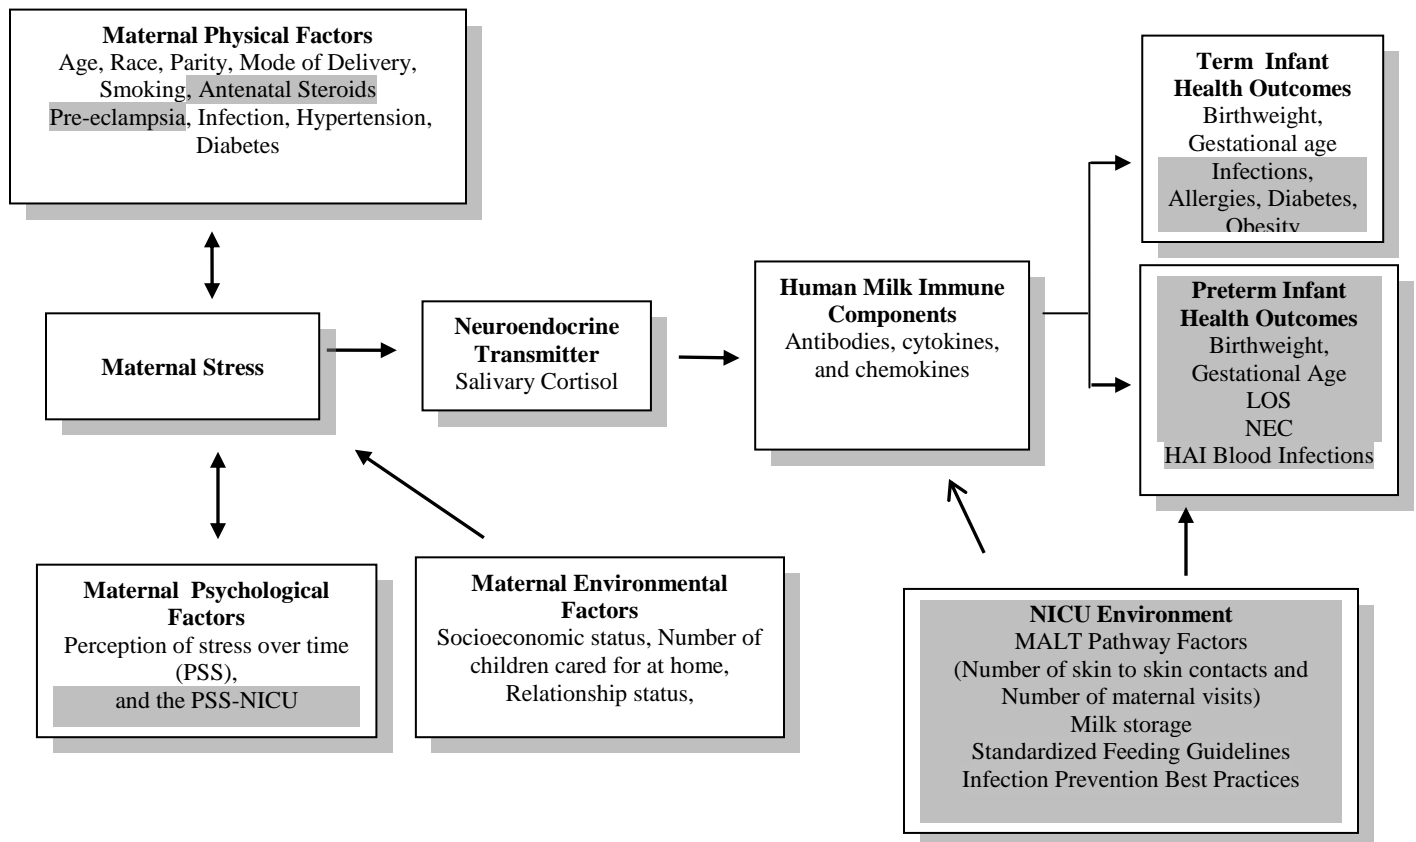 Maternal Physical Factors
Age, Race, Parity, Mode of Delivery,
Smoking, Antenatal Steroids
Pre-eclampsia, Infection, Hypertension,
Diabetes
Term Infant
Health Outcomes
Birthweight,
Gestational age
Infections,
Allergies, Diabetes,
Obesity
Maternal Stress
Neuroendocrine
Transmitter
Salivary Cortisol
Human Milk Immune
Components
Antibodies, cytokines,
and chemokines
Preterm Infant
Health Outcomes
Birthweight,
Gestational Age
LOS
NEC
HAI Blood Infections
Maternal Psychological
Factors
Perception of stress over time
(PSS),
and the PSS-NICU
Maternal Environmental
Factors
Socioeconomic status, Number of
children cared for at home,
Relationship status,
NICU Environment
MALT Pathway Factors
(Number of skin to skin contacts and
Number of maternal visits)
Milk storage
Standardized Feeding Guidelines
Infection Prevention Best Practices